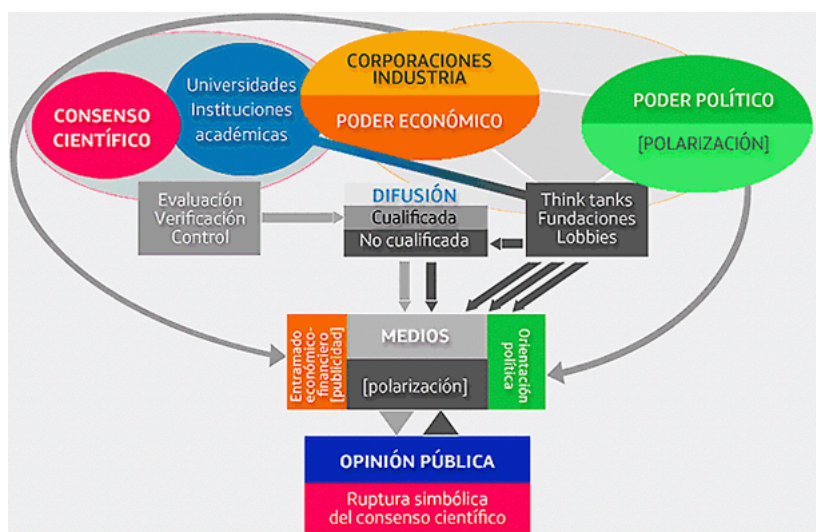 CONSENSO
CIENTÍFICO
Universidades
Instituciones
académicas
CORPORACIONES
INDUSTRIA
PODER ECONÓMICO
PODER POLÍTICO
[POLARIZACIÓN]
Evaluación
Verificación
Control
DIFUSIÓN
Cualificada
No cualificada
Think tanks
Fundaciones
Lobbies
Entramado
económico-
financiero
[publicidad]
MEDIOS
[polarización]
Orientación
política
OPINIÓN PÚBLICA
Ruptura simbólica
del consenso científico